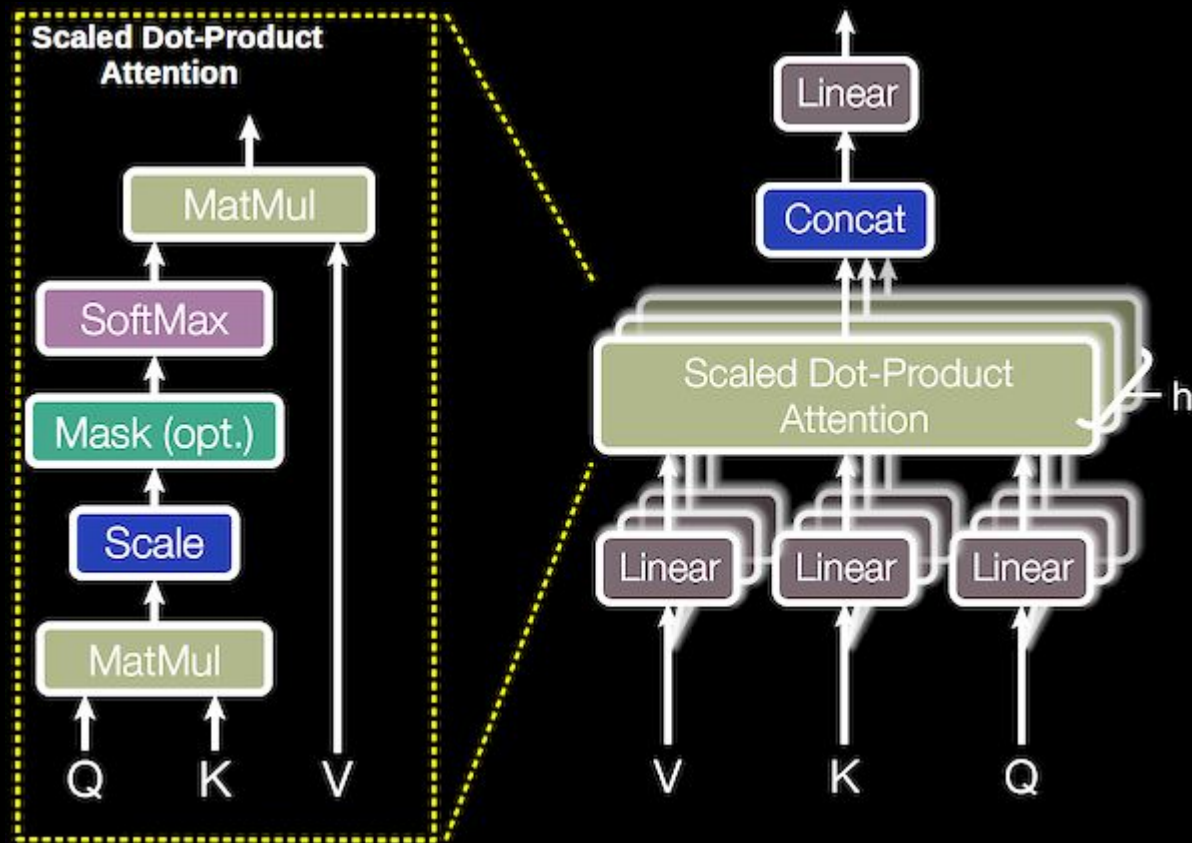 Scaled Dot-Product
Attention
MatMul
SoftMax
Mask (opt.)
Scale
MatMul
Q K V
Linear
Concat
Scaled Dot-Product
Attention
h
Linear Linear Linear
V K Q